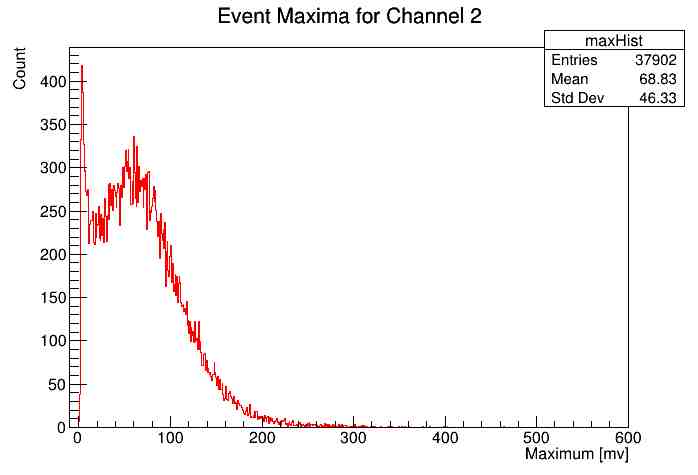 Event Maxima for Channel 2
maxHist
Entries 37902
Mean 68.83
Std Dev 46.33
Count
400
350
300
250
200
150
100
50
0
0 100 200 300 400 500 600
Maximum [mv]